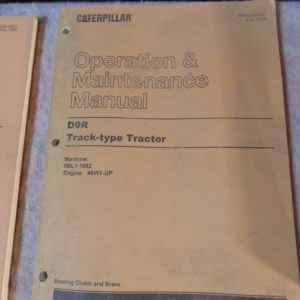 CATERPILLAR
Operation &
Maintenance
Manual
D9R
Track-type Tractor
Machine:
Engine:
Steering Clutch and Brake